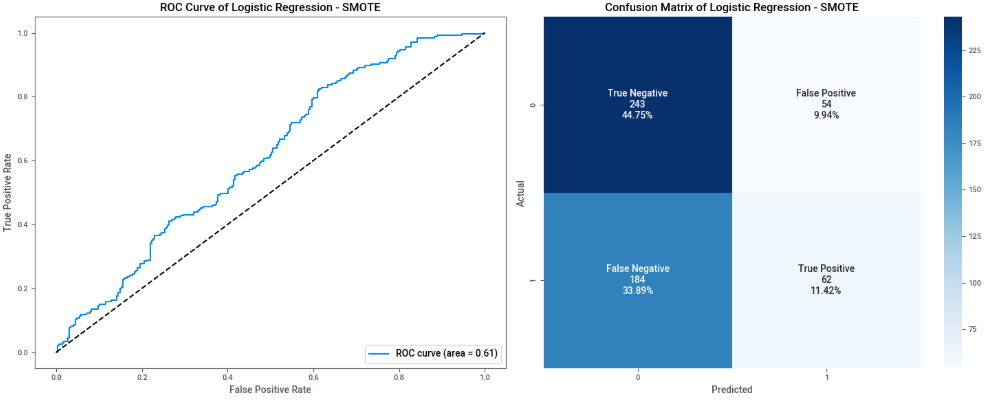 ROC Curve of Logistic Regression - SMOTE
True Positive Rate
1.0
0.8
0.6
0.4
0.2
0.0
0.0 0.2 0.4 0.6 0.8 1.0
False Positive Rate
ROC curve (area = 0.61)
Confusion Matrix of Logistic Regression - SMOTE
Actual
0
1
True Negative
243
44.75%
False Positive
54
9.94%
False Negative
184
33.89%
True Positive
62
11.42%
0 1
Predicted
225
200
175
150
125
100
75